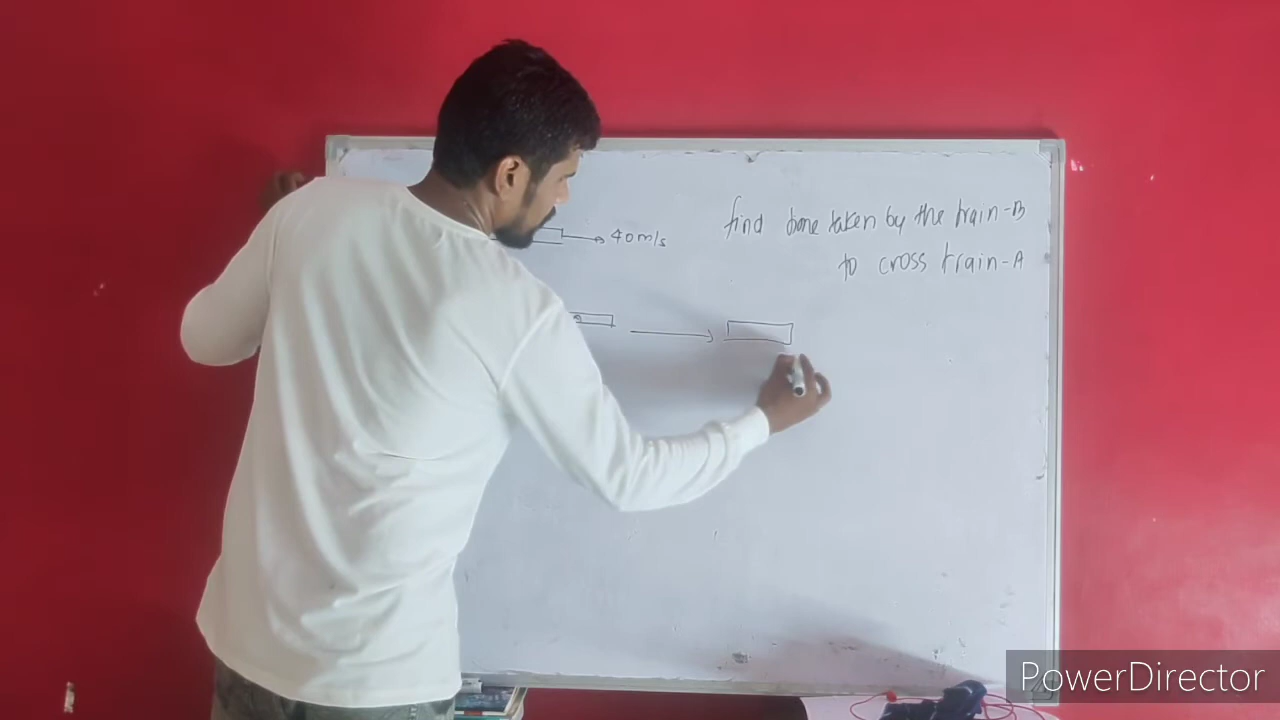 find time taken by the train-B
to cross train-A
40m/s
PowerDirector